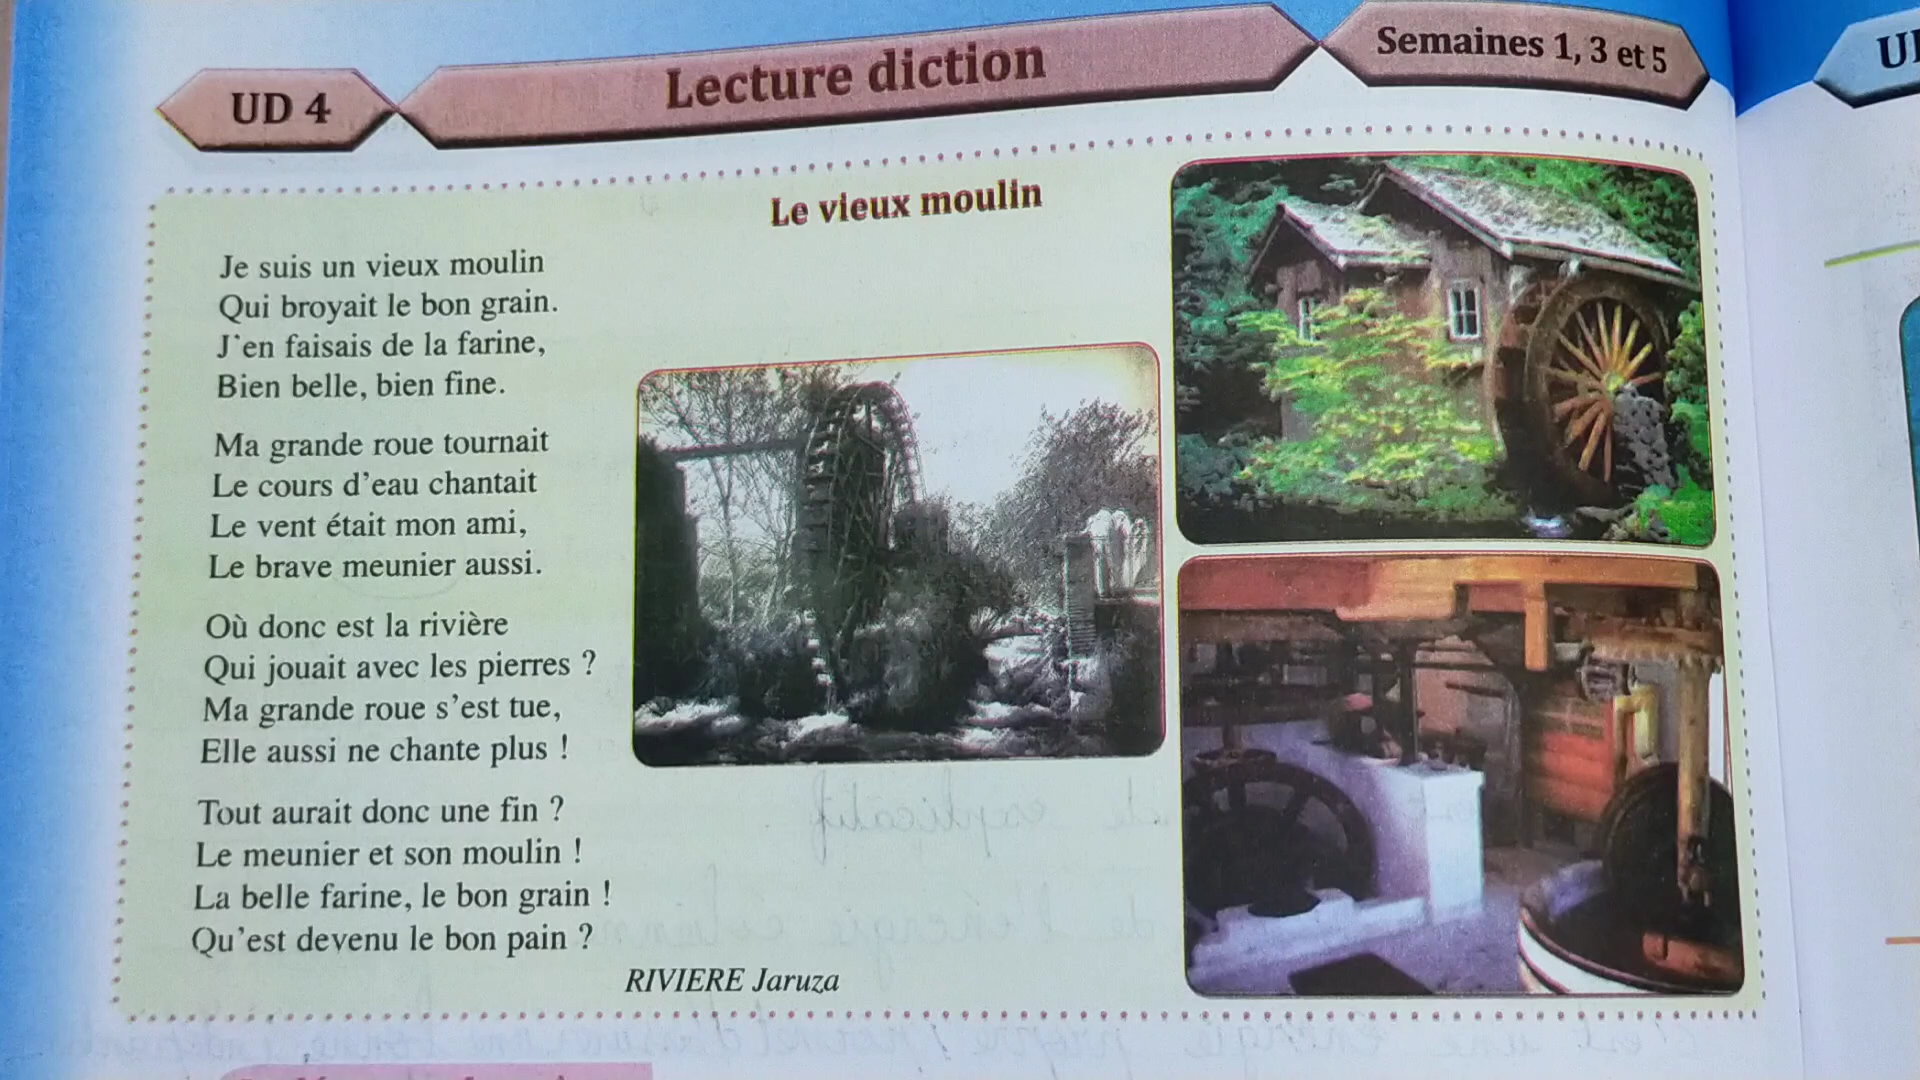 UD 4
Lecture diction
Semaines 1, 3 et 5
Le vieux moulin
Je suis un vieux moulin
Qui broyait le bon grain.
J'en faisais de la farine,
Bien belle, bien fine.
Ma grande roue tournait
Le cours d'eau chantait
Le vent était mon ami,
Le brave meunier aussi.
Où donc est la rivière
Qui jouait avec les pierres ?
Ma grande roue s'est tue,
Elle aussi ne chante plus !
Tout aurait donc une fin ?
Le meunier et son moulin !
La belle farine, le bon grain !
Qu'est devenu le bon pain ?
RIVIERE Jaruza